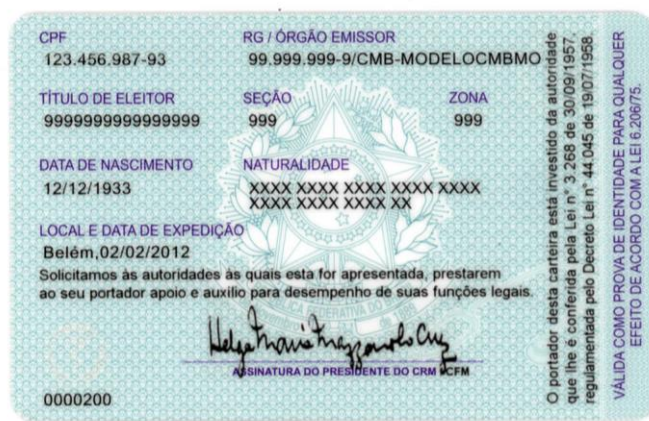 CPF
RG / ÓRGÃO EMISSOR
123.456.987-93
99.999.999-9/CMB-MODELOCMBMO
TÍTULO DE ELEITOR
SEÇÃO
ZONA
9999999999999999
999
999
DATA DE NASCIMENTO
NATURALIDADE
12/12/1933
XXXX XXXX XXXX XXXX XXXX
XXXX XXXX XXXX XX
LOCAL E DATA DE EXPEDIÇÃO
Belém,02/02/2012
Solicitamos às autoridades às quais esta for apresentada, prestarem
ao seu portador apoio e auxilio para desempenho de suas funções legais.
ASSINATURA DO PRESIDENTE DO CRM CFM
0000200
O portador desta carteira está investido da autoridade
que lhe é conferida pela Lei n° 3.268 de 30/09/1957,
regulamentada pelo Decreto Lei n° 44.045 de 19/07/1958.
VÁLIDA COMO PROVA DE IDENTIDADE PARA QUALQUER
EFEITO DE ACORDO COM A LEI 6.206/75.